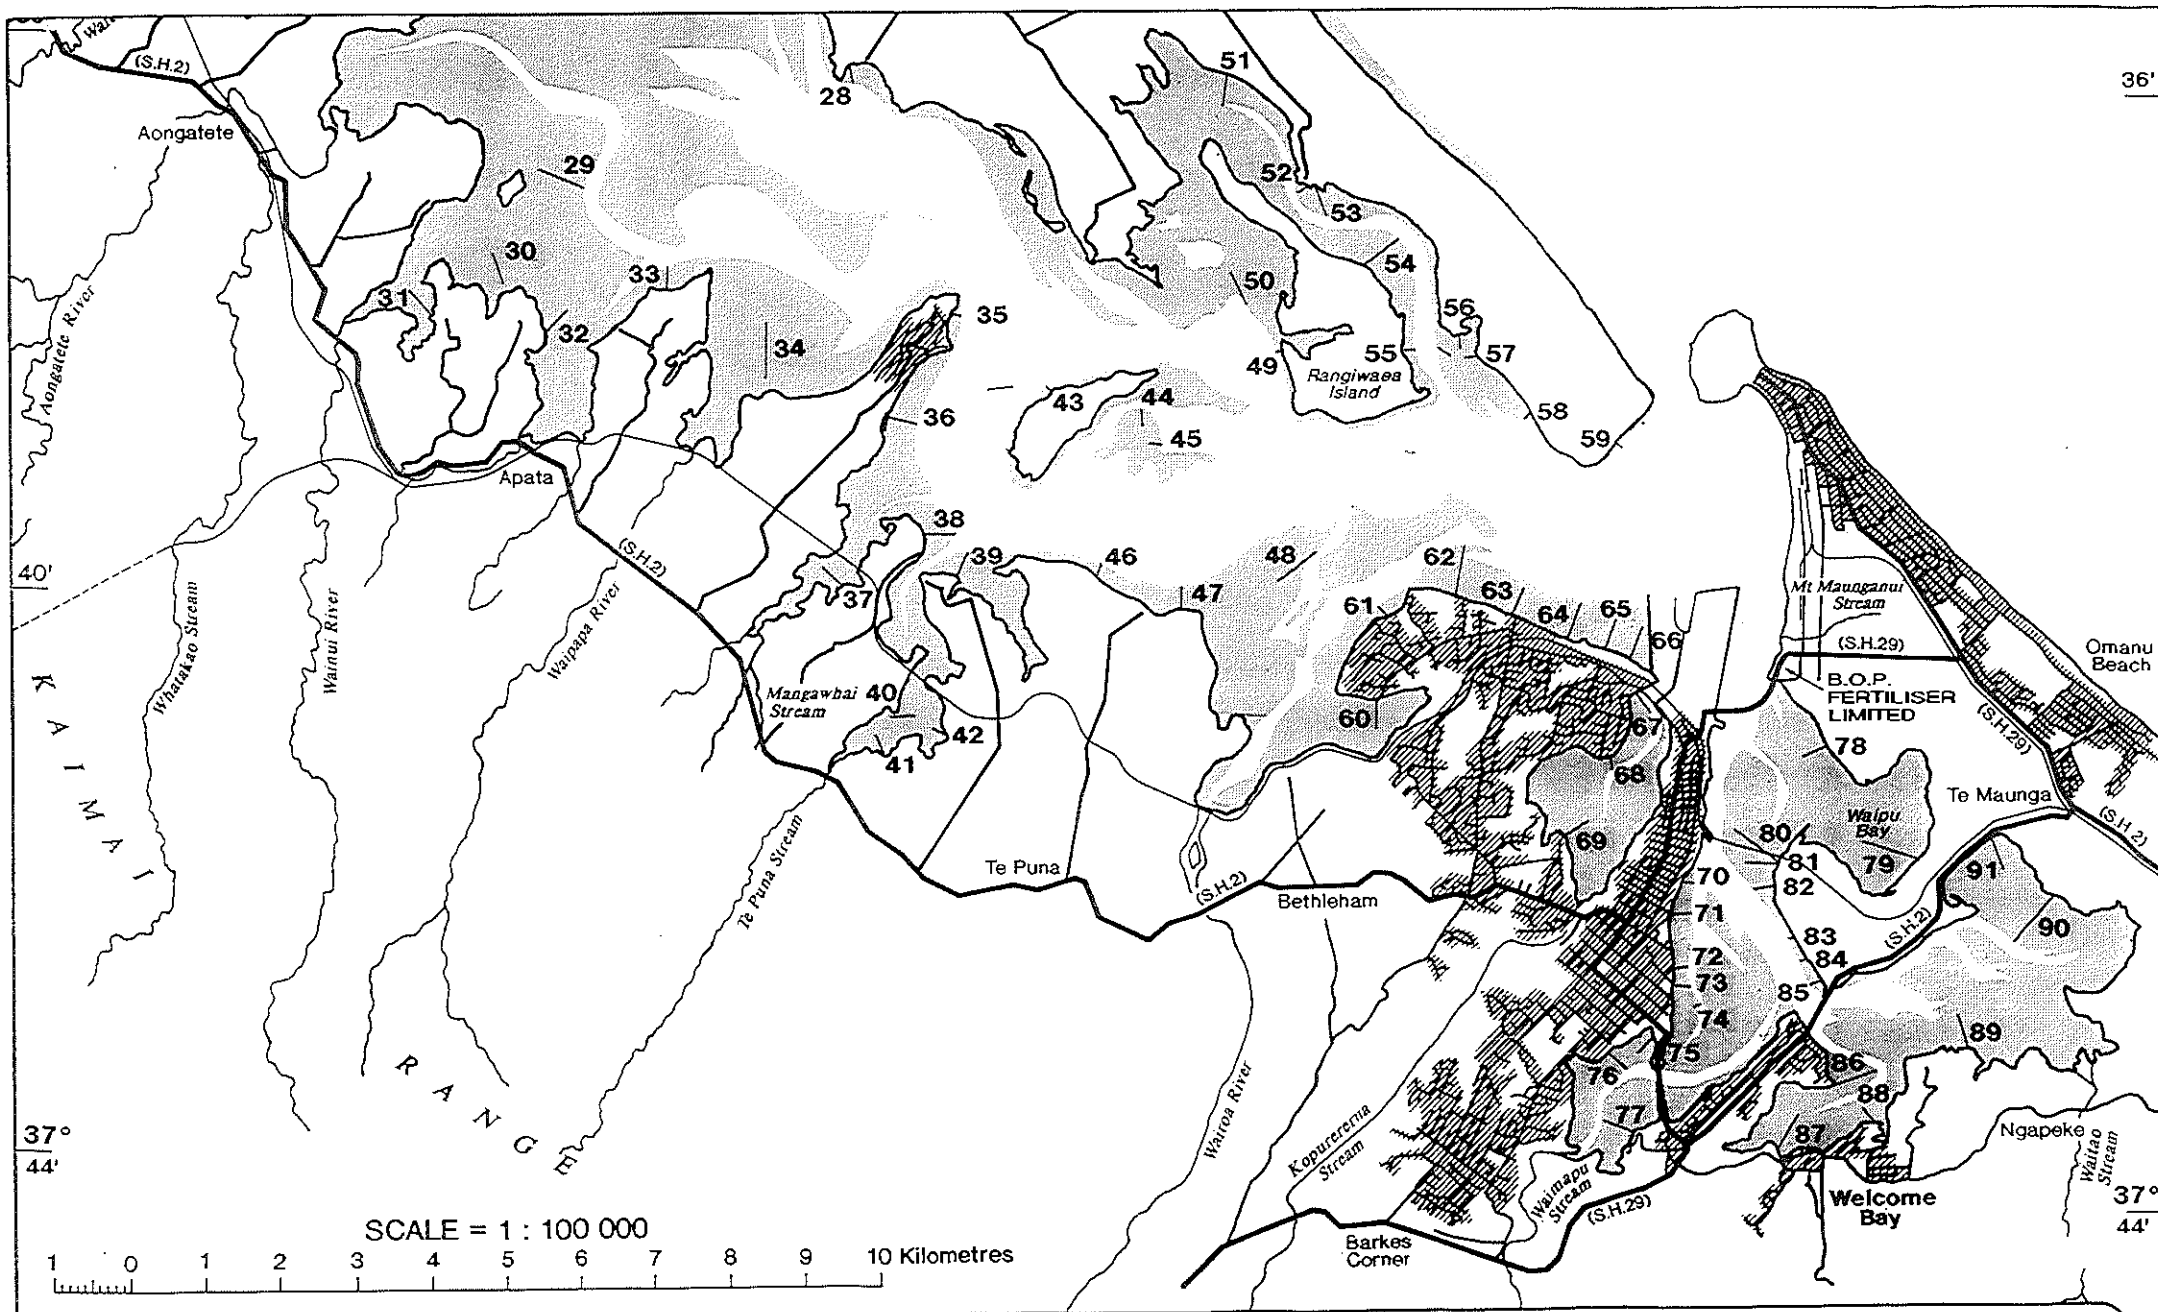 (S.H.2)
Aongatete
Aongatete River
Whatakao Stream
Wainui River
Waipapa River
Apata
(S.H.2)
28
29
30
31
32
33
34
35
36
37
38
39
40
41
42
43
44
45
46
47
48
49
50
51
52
53
54
55
56
57
58
59
Rangiwaea
Island
36'
40'
Mangawhai
Stream
Te Puna Stream
Te Puna
(S.H.2)
Bethleham
60
61
62
63
64
65
66
67
68
69
70
71
72
73
74
75
76
77
78
79
80
81
82
83
84
85
86
87
88
89
90
91
Mt Maunganui
Stream
(S.H.29)
B.O.P.
FERTILISER
LIMITED
Omanu
Beach
(S.H.29)
Te Maunga
Waipu
Bay
(S.H.2)
(S.H.2)
KAIMAI
RANGE
Wairoa River
Kopurererna
Stream
Waimapu
Stream
(S.H.29)
Barkes
Corner
Welcome
Bay
Ngapeke
Waitao
Stream
37°
44'
37°
44'
SCALE = 1 : 100 000
1 0 1 2 3 4 5 6 7 8 9 10 Kilometres